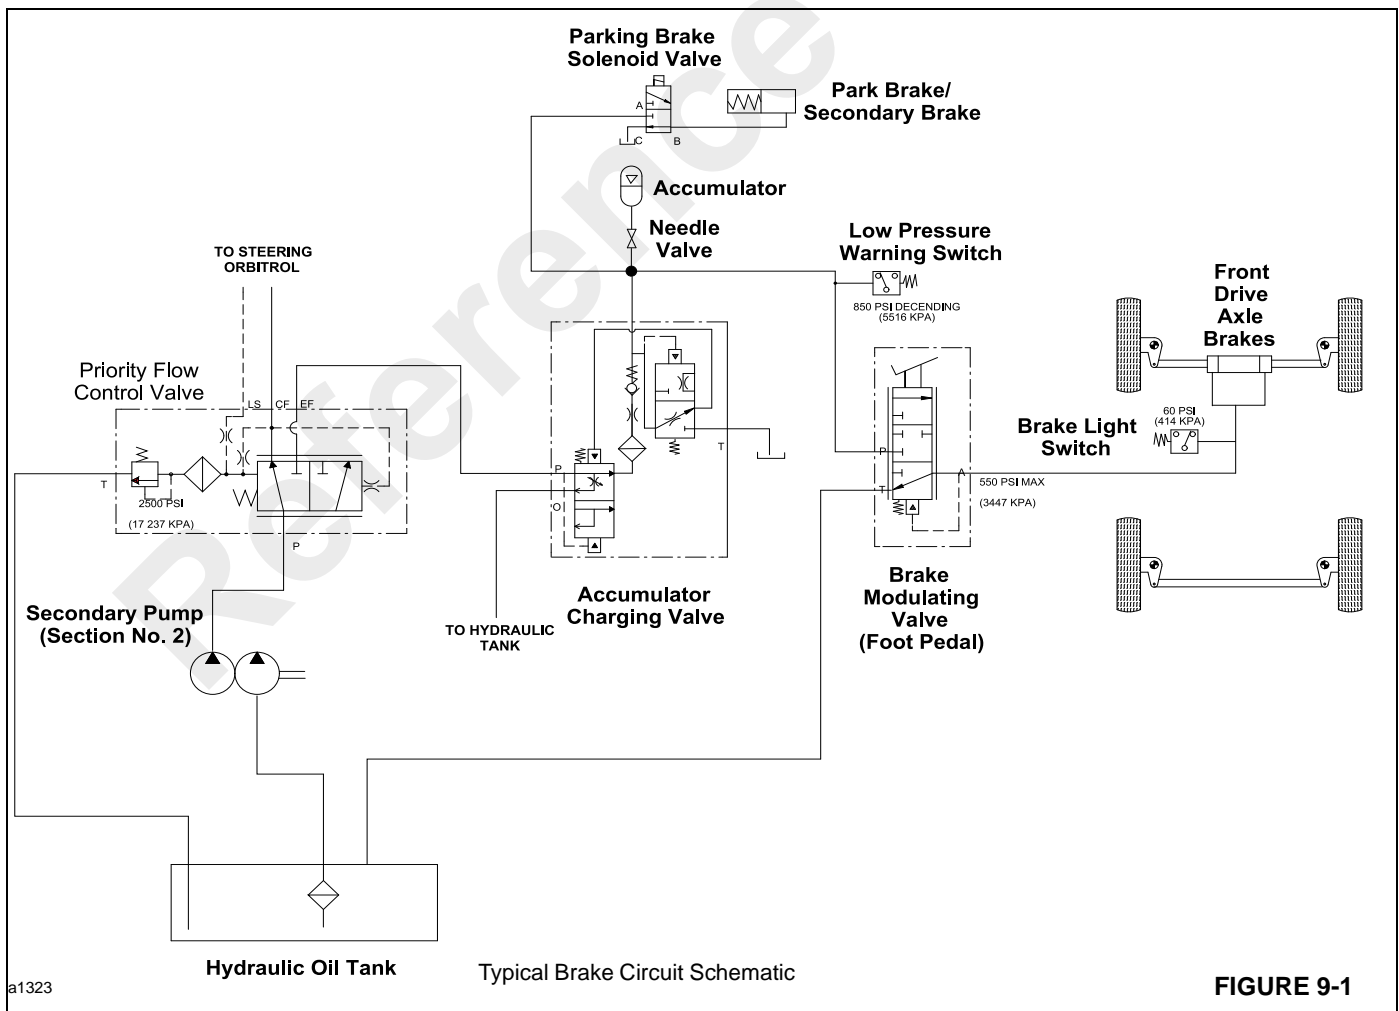 Parking Brake
Solenoid Valve
Park Brake/
Secondary Brake
A
C
B
Accumulator
Needle
Valve
Low Pressure
Warning Switch
850 PSI DECENDING
(5516 KPA)
TO STEERING
ORBITROL
Front
Drive
Axle
Brakes
Priority Flow
Control Valve
LS CF EF
T
2500 PSI
(17 237 KPA)
P
P
O
T
P
T
A
60 PSI
(414 KPA)
Brake Light
Switch
550 PSI MAX
(3447 KPA)
Secondary Pump
(Section No. 2)
Accumulator
Charging Valve
TO HYDRAULIC
TANK
Brake
Modulating
Valve
(Foot Pedal)
Hydraulic Oil Tank
Typical Brake Circuit Schematic
a1323
FIGURE 9-1
Reference